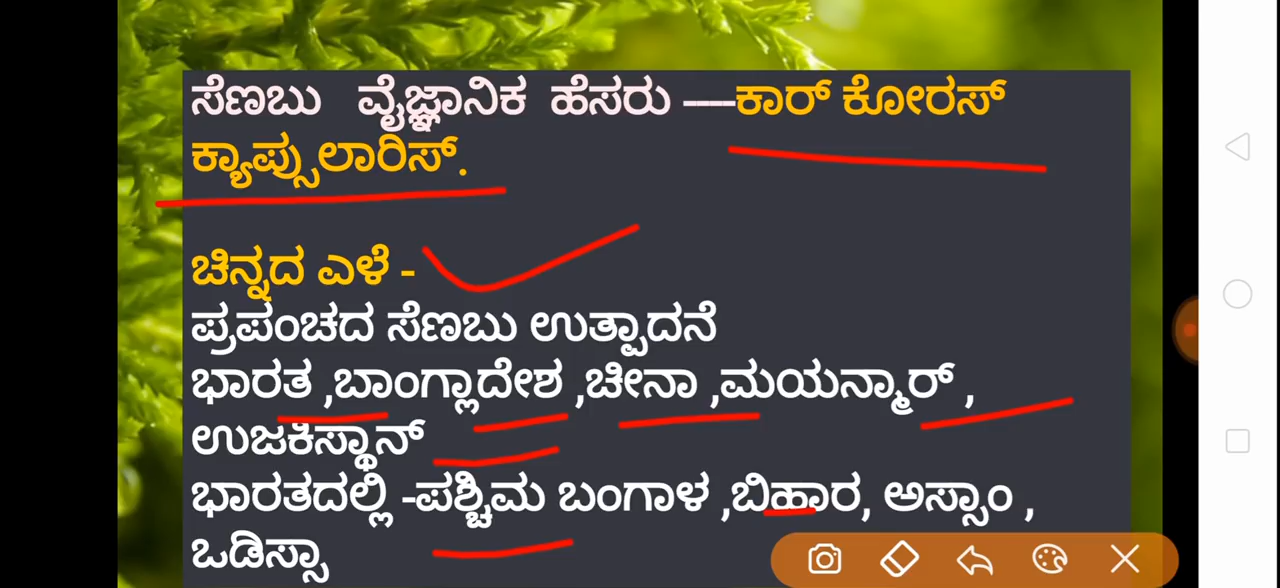 ಸೆಣಬು ವೈಜ್ಞಾನಿಕ ಹೆಸರು ---ಕಾರ್ ಕೋರಸ್
ಕ್ಯಾಪ್ಸುಲಾರಿಸ್.
ಚಿನ್ನದ ಎಳೆ -
ಪ್ರಪಂಚದ ಸೆಣಬು ಉತ್ಪಾದನೆ
ಭಾರತ ,ಬಾಂಗ್ಲಾದೇಶ ,ಚೀನಾ ,ಮಯನ್ಮಾರ್ ,
ಉಜಕಿಸ್ಥಾನ್
ಭಾರತದಲ್ಲಿ -ಪಶ್ಚಿಮ ಬಂಗಾಳ ,ಬಿಹಾರ, ಅಸ್ಸಾಂ ,
ಒಡಿಸ್ಸಾ